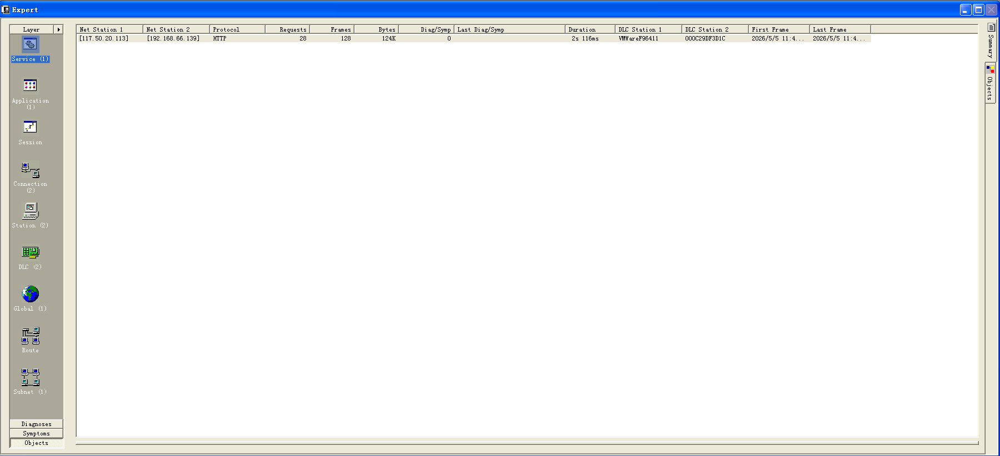 Expert
Layer
Net Station 1 Net Station 2 Protocol Requests Frames Bytes Diag/Symp Last Diag/Symp Duration DLC Station 1 DLC Station 2 First Frame Last Frame
[117.50.20.113] [192.168.66.139] HTTP 28 128 124K 0 2s 116ms VMWareF96411 000C29DF3D1C 2026/5/5 11:4... 2026/5/5 11:4...
Service (1)
Application
(1)
Session
Connection
(2)
Station (2)
DLC (2)
Global (1)
Route
Subnet (1)
Diagnoses
Symptoms
Objects
Summary
Objects